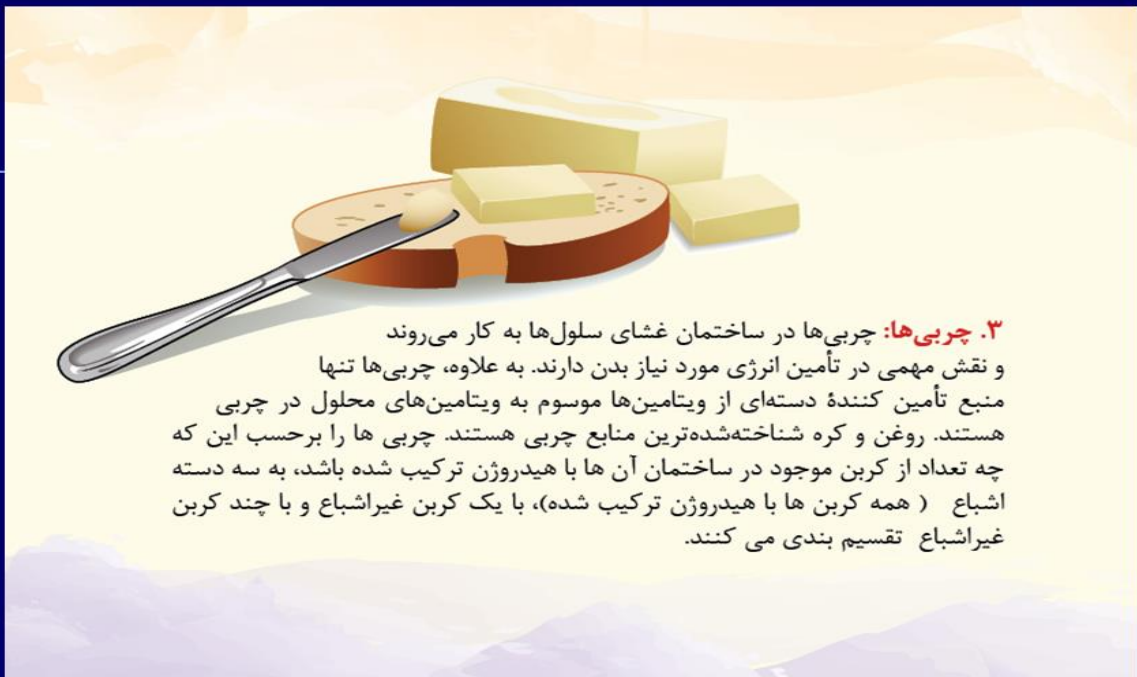 ۳. چربی‌ها: چربی‌ها در ساختمان غشای سلول‌ها به کار می‌روند
و نقش مهمی در تأمین انرژی مورد نیاز بدن دارند. به علاوه، چربی‌ها تنها
منبع تأمین کنندۀ دسته‌ای از ویتامین‌ها موسوم به ویتامین‌های محلول در چربی
هستند. روغن و کره شناخته‌شده‌ترین منابع چربی هستند. چربی ها را برحسب این که
چه تعداد از کربن موجود در ساختمان آن ها با هیدروژن ترکیب شده باشد، به سه دسته
اشباع ( همه کربن ها با هیدروژن ترکیب شده)، با یک کربن غیراشباع و با چند کربن
غیراشباع تقسیم بندی می کنند.